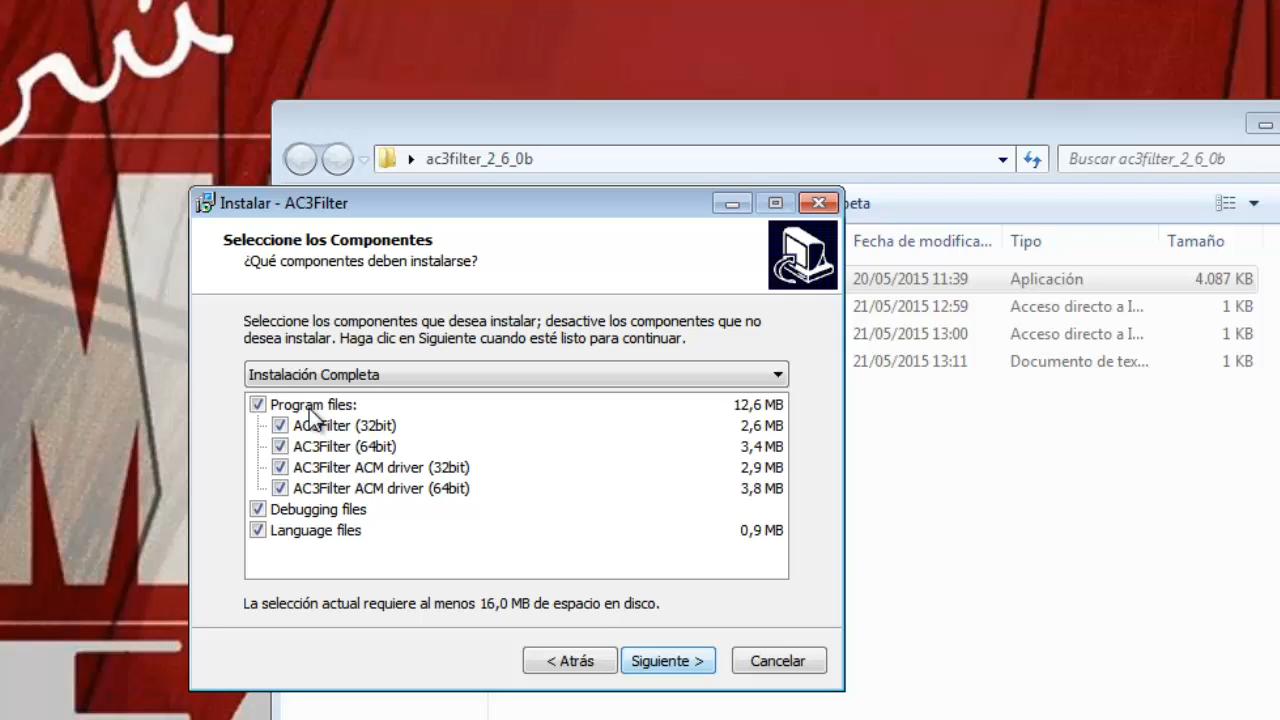 ac3filter_2_6_0b
Buscar ac3filter_2_6_0b
Instalar - AC3Filter
peta
Seleccione los Componentes
¿Qué componentes deben instalarse?
Fecha de modifica... Tipo Tamaño
20/05/2015 11:39 Aplicación 4.087 KB
21/05/2015 12:59 Acceso directo a I... 1 KB
21/05/2015 13:00 Acceso directo a I... 1 KB
21/05/2015 13:11 Documento de tex... 1 KB
Seleccione los componentes que desea instalar; desactive los componentes que no
desea instalar. Haga clic en Siguiente cuando esté listo para continuar.
Instalación Completa
Program files: 12,6 MB
AC3Filter (32bit) 2,6 MB
AC3Filter (64bit) 3,4 MB
AC3Filter ACM driver (32bit) 2,9 MB
AC3Filter ACM driver (64bit) 3,8 MB
Debugging files
Language files 0,9 MB
La selección actual requiere al menos 16,0 MB de espacio en disco.
< Atrás Siguiente > Cancelar